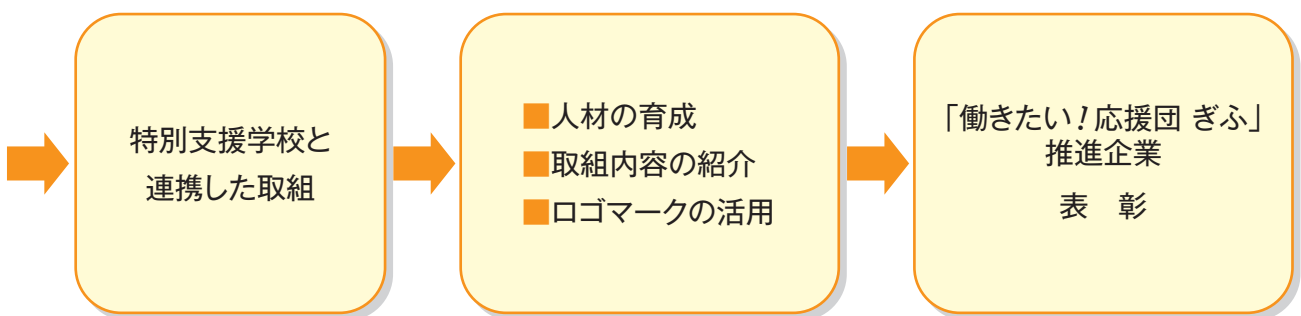 特別支援学校と
連携した取組
■人材の育成
■取組内容の紹介
■ロゴマークの活用
「働きたい!応援団 ぎふ」
推進企業
表　彰